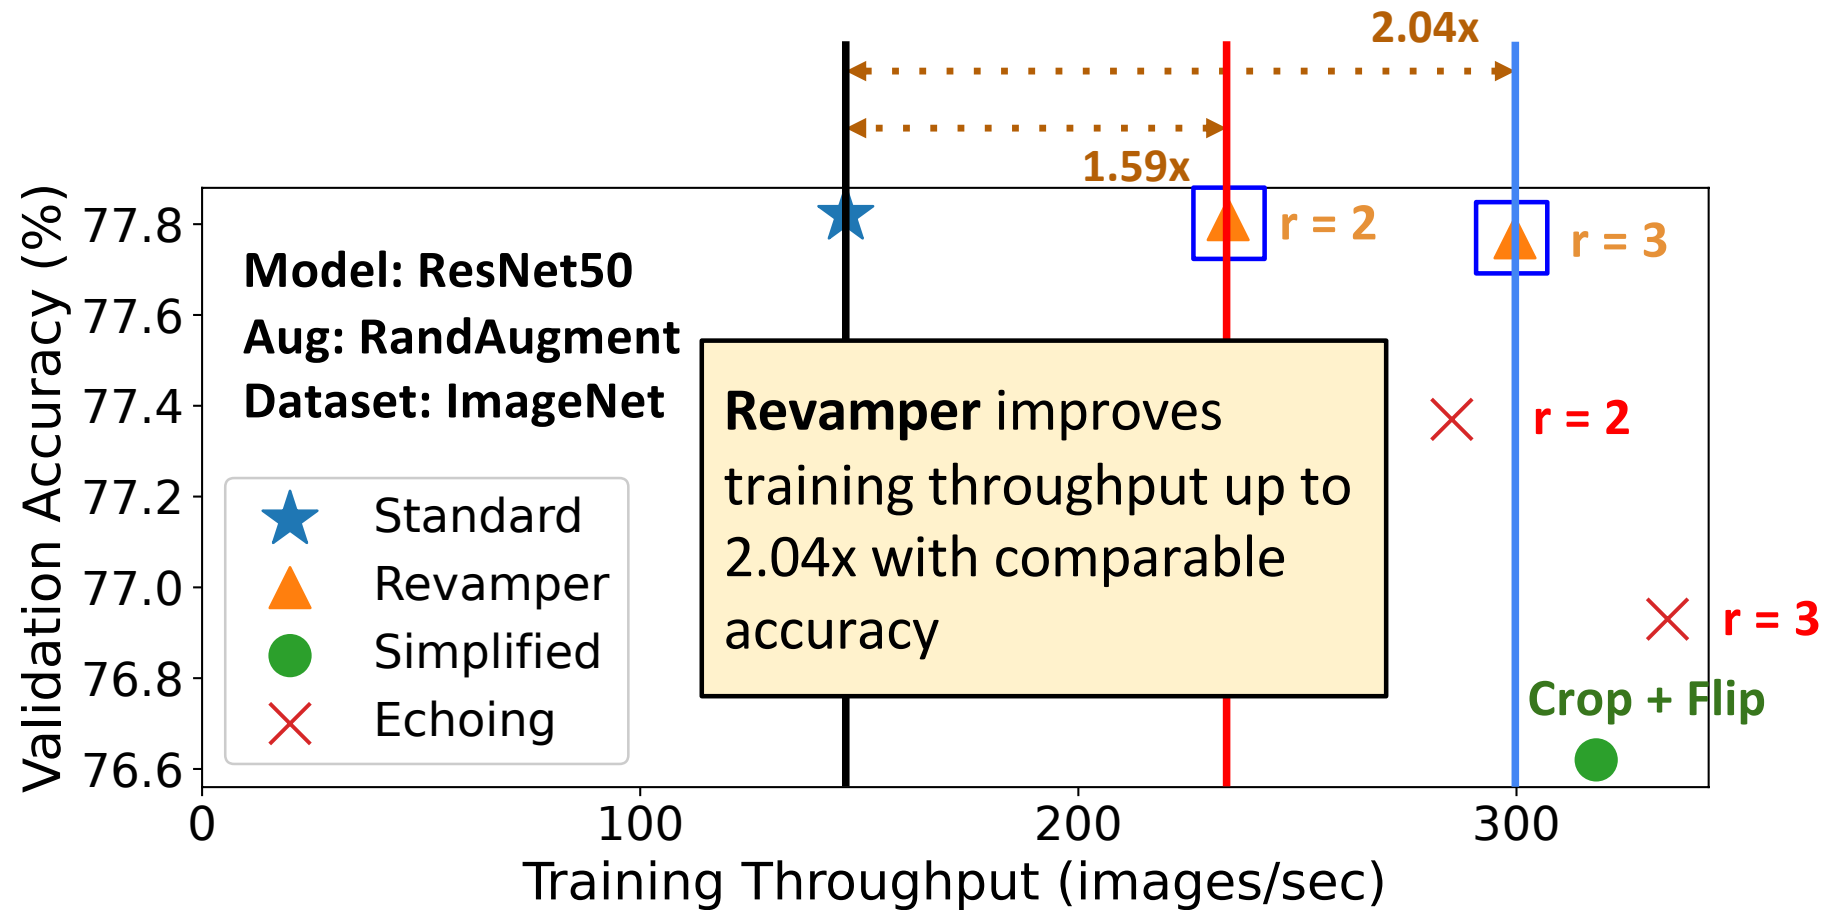 2.04x
1.59x
Validation Accuracy (%)
77.8
77.6
77.4
77.2
77.0
76.8
76.6
r = 2
r = 3
Model: ResNet50
Aug: RandAugment
Dataset: ImageNet
Revamper improves
training throughput up to
2.04x with comparable
accuracy
r = 2
r = 3
Crop + Flip
Standard
Revamper
Simplified
Echoing
0
100
200
300
Training Throughput (images/sec)